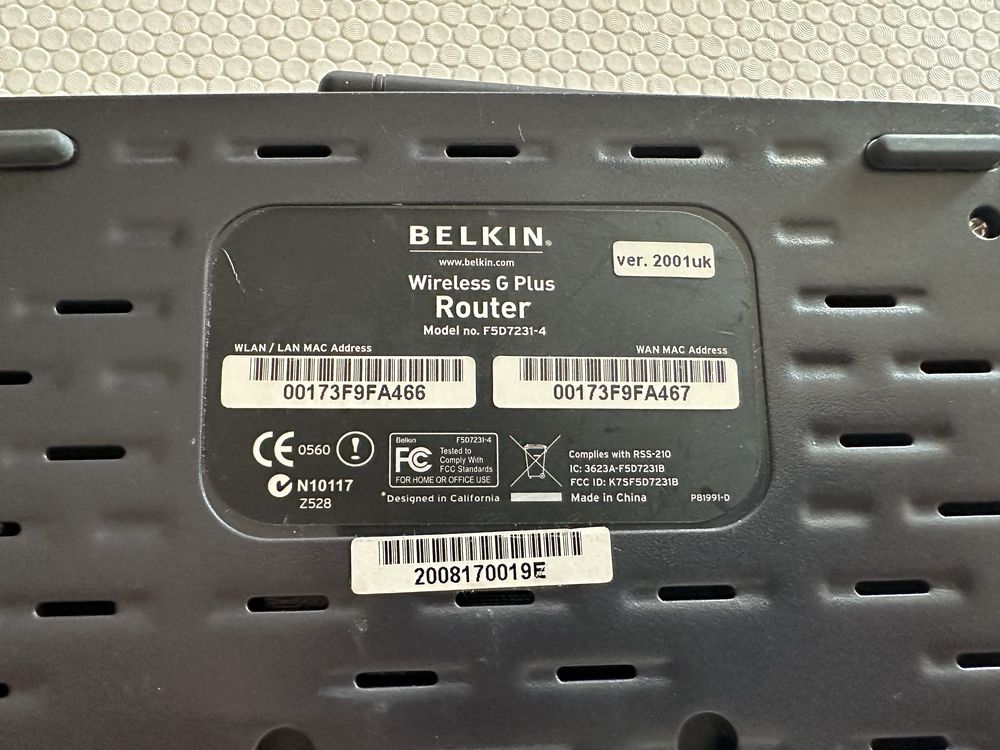 BELKIN®
www.belkin.com
ver. 2001uk
Wireless G Plus
Router
Model no. F5D7231-4
WLAN / LAN MAC Address
WAN MAC Address
00173F9FA466
00173F9FA467
CE 0560
N10117
Z528
Belkin F5D7231-4
FC Tested to
Comply With
FCC Standards
FOR HOME OR OFFICE USE
*Designed in California
Complies with RSS-210
IC: 3623A-F5D7231B
FCC ID: K7SF5D7231B
Made in China
P81991-D
2008170019E